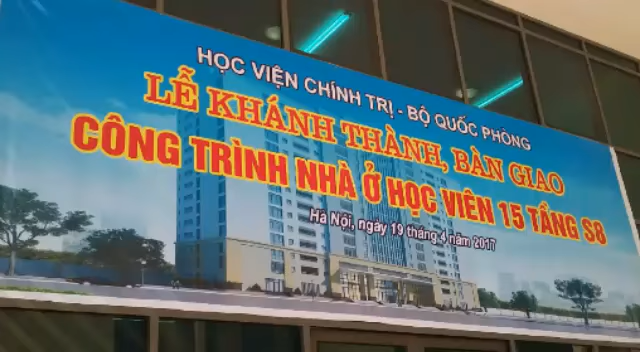 HỌC VIỆN CHÍNH TRỊ - BỘ QUỐC PHÒNG
LỄ KHÁNH THÀNH, BÀN GIAO
CÔNG TRÌNH NHÀ Ở HỌC VIÊN 15 TẦNG S8
Hà Nội, ngày 19 tháng 4 năm 2017